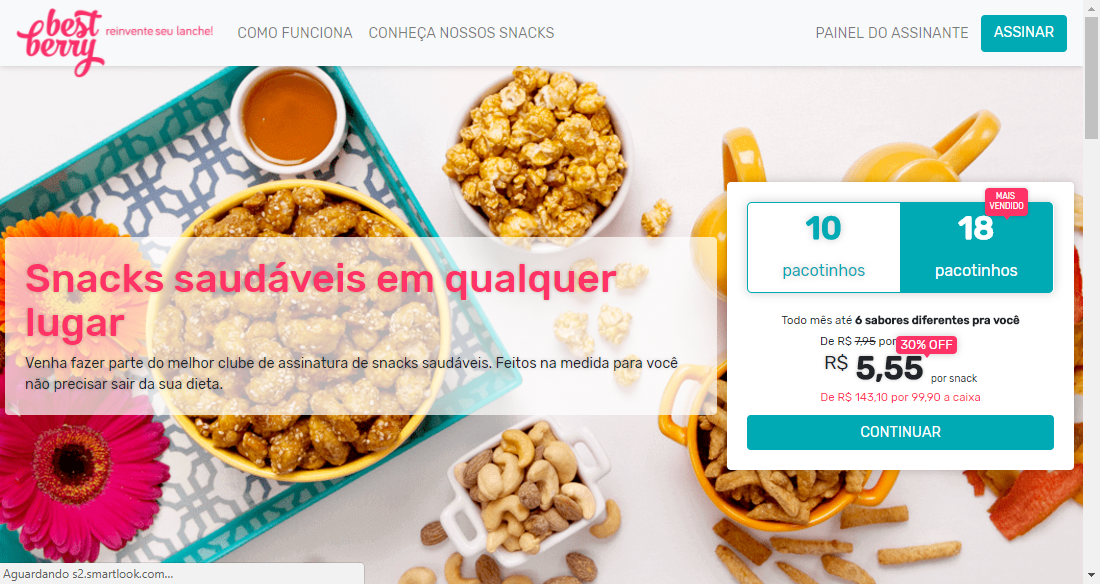 best
berry
reinvente seu lanche!
COMO FUNCIONA
CONHEÇA NOSSOS SNACKS
PAINEL DO ASSINANTE
ASSINAR
Snacks saudáveis em qualquer
lugar
Venha fazer parte do melhor clube de assinatura de snacks saudáveis. Feitos na medida para você
não precisar sair da sua dieta.
MAIS
VENDIDO
10
pacotinhos
18
pacotinhos
Todo mês até 6 sabores diferentes pra você
De R$ 7,95 por
30% OFF
R$ 5,55 por snack
De R$ 143,10 por 99,90 a caixa
CONTINUAR
Aguardando s2.smartlook.com...